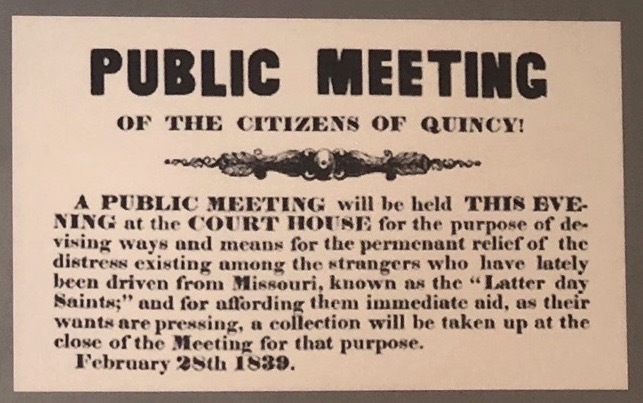 PUBLIC MEETING
OF THE CITIZENS OF QUINCY!
A PUBLIC MEETING will be held THIS EVE-
NING at the COURT HOUSE for the purpose of de-
vising ways and means for the permenant relief of the
distress existing among the strangers who have lately
been driven from Missouri, known as the "Latter day
Saints;" and for affording them immediate aid, as their
wants are pressing, a collection will be taken up at the
close of the Meeting for that purpose.
February 28th 1839.